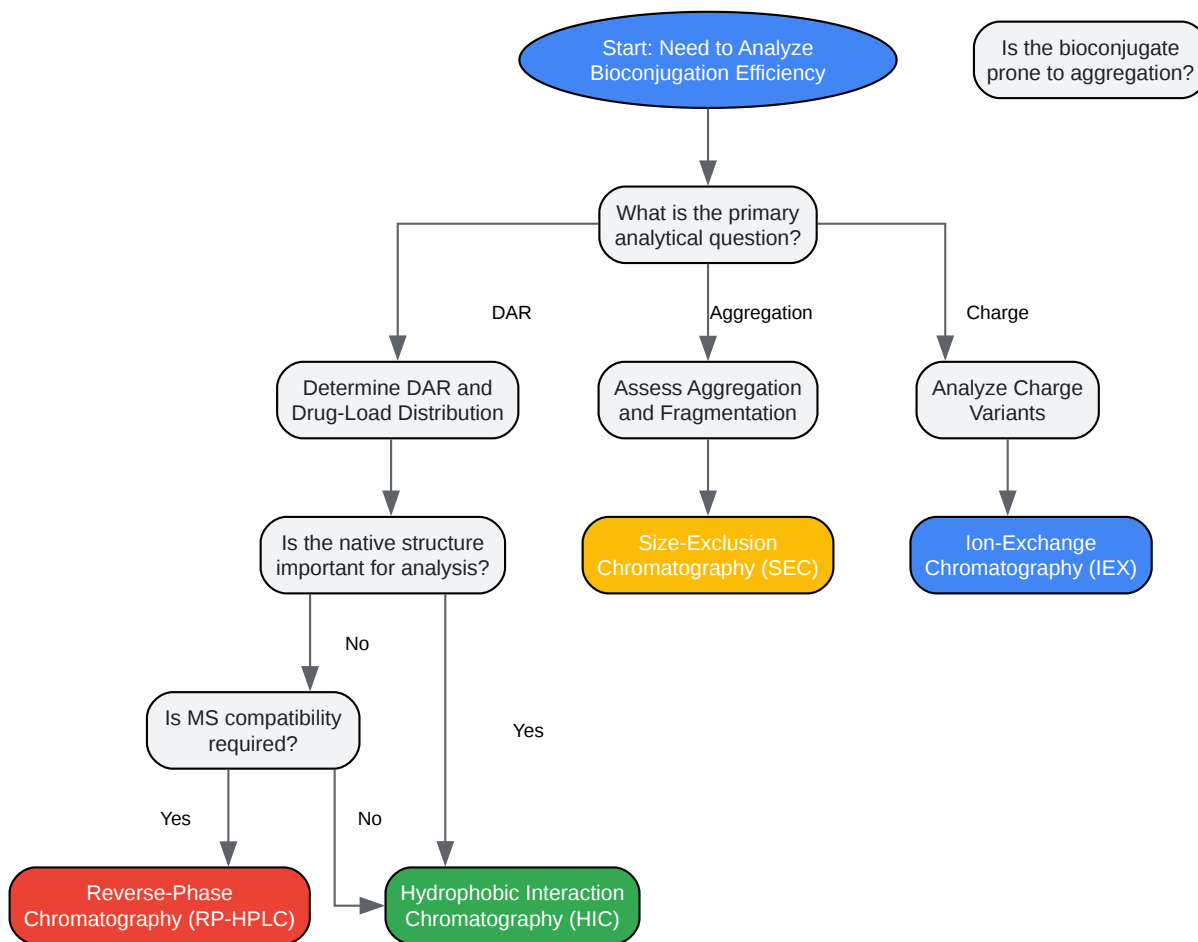 Start: Need to Analyze
Bioconjugation Efficiency
Is the bioconjugate
prone to aggregation?
What is the primary
analytical question?
DAR
Aggregation
Charge
Determine DAR and
Drug-Load Distribution
Assess Aggregation
and Fragmentation
Analyze Charge
Variants
Is the native structure
important for analysis?
Size-Exclusion
Chromatography (SEC)
Ion-Exchange
Chromatography (IEX)
No
Is MS compatibility
required?
Yes
Yes
No
Reverse-Phase
Chromatography (RP-HPLC)
Hydrophobic Interaction
Chromatography (HIC)